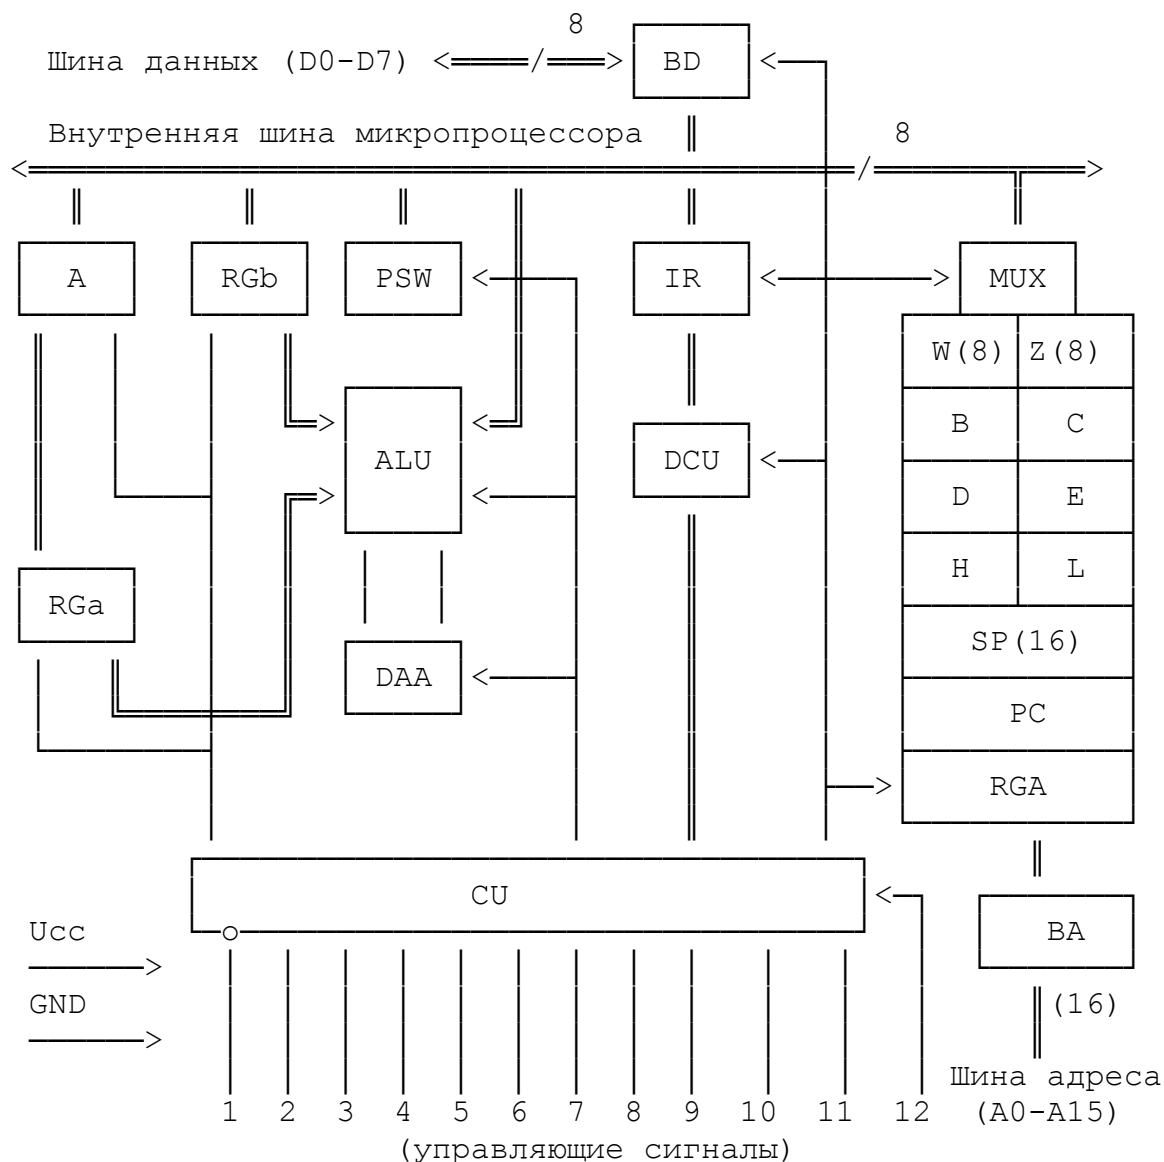 8
Шина данных (D0-D7) BD
Внутренняя шина микропроцессора 8
A RGb PSW IR MUX
W(8) Z(8)
B C
ALU DCU
D E
H L
RGa
SP(16)
DAA
PC
RGA
CU
Ucc BA
GND (16)
Шина адреса
1 2 3 4 5 6 7 8 9 10 11 12 (A0-A15)
(управляющие сигналы)